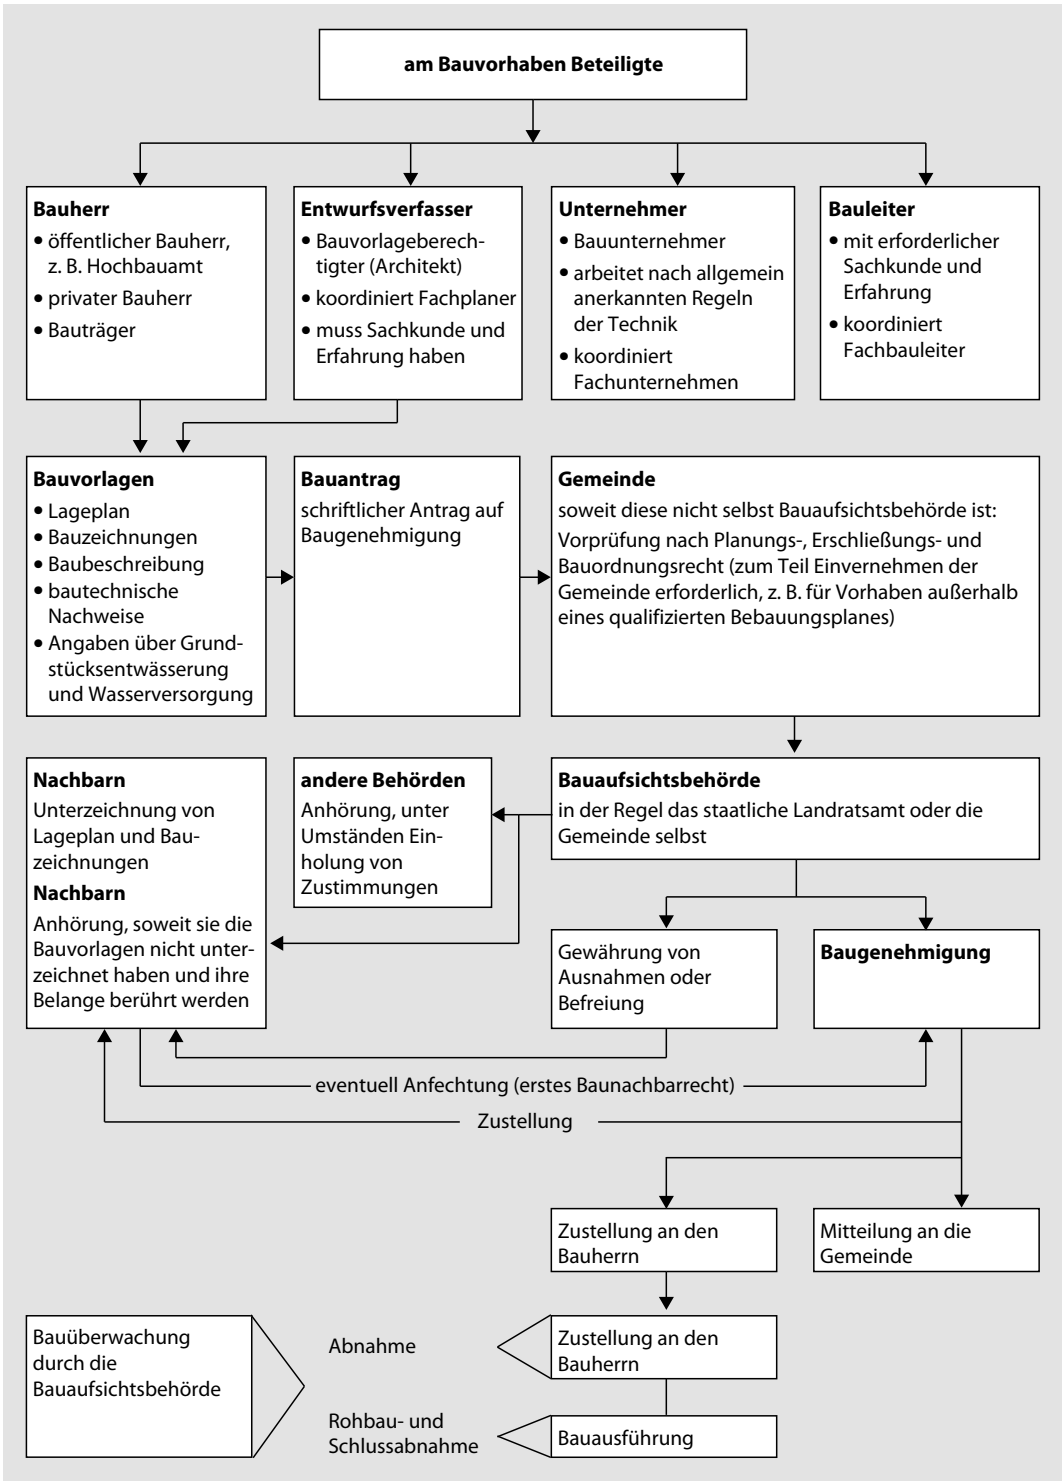 am Bauvorhaben Beteiligte
Bauherr
• öffentlicher Bauherr,
z. B. Hochbauamt
• privater Bauherr
• Bauträger
Entwurfsverfasser
• Bauvorlageberech-
tigter (Architekt)
• koordiniert Fachplaner
• muss Sachkunde und
Erfahrung haben
Unternehmer
• Bauunternehmer
• arbeitet nach allgemein
anerkannten Regeln
der Technik
• koordiniert
Fachunternehmen
Bauleiter
• mit erforderlicher
Sachkunde und
Erfahrung
• koordiniert
Fachbauleiter
Bauvorlagen
• Lageplan
• Bauzeichnungen
• Baubeschreibung
• bautechnische
Nachweise
• Angaben über Grund-
stücksentwässerung
und Wasserversorgung
Bauantrag
schriftlicher Antrag auf
Baugenehmigung
Gemeinde
soweit diese nicht selbst Bauaufsichtsbehörde ist:
Vorprüfung nach Planungs-, Erschließungs- und
Bauordnungsrecht (zum Teil Einvernehmen der
Gemeinde erforderlich, z. B. für Vorhaben außerhalb
eines qualifizierten Bebauungsplanes)
Nachbarn
Unterzeichnung von
Lageplan und Bau-
zeichnungen
Nachbarn
Anhörung, soweit sie die
Bauvorlagen nicht unter-
zeichnet haben und ihre
Belange berührt werden
andere Behörden
Anhörung, unter
Umständen Ein-
holung von
Zustimmungen
Bauaufsichtsbehörde
in der Regel das staatliche Landratsamt oder die
Gemeinde selbst
Gewährung von
Ausnahmen oder
Befreiung
Baugenehmigung
eventuell Anfechtung (erstes Baunachbarrecht)
Zustellung
Zustellung an den
Bauherrn
Mitteilung an die
Gemeinde
Bauüberwachung
durch die
Bauaufsichtsbehörde
Abnahme
Zustellung an den
Bauherrn
Rohbau- und
Schlussabnahme
Bauausführung